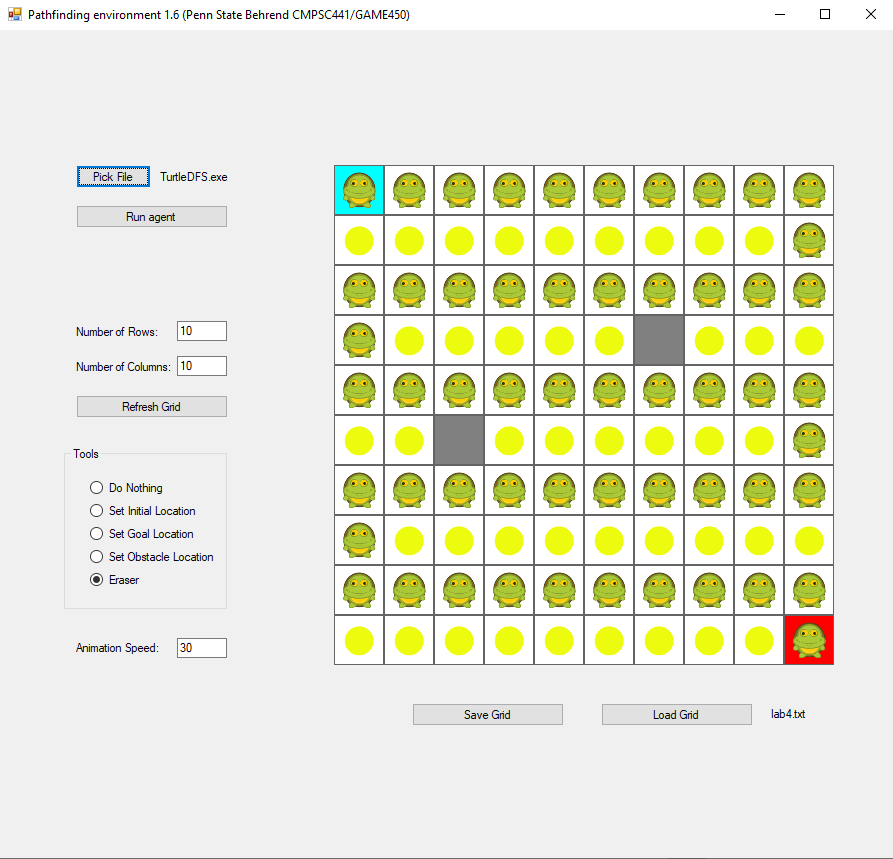 Pathfinding environment 1.6 (Penn State Behrend CMPSC441/GAME450)
Pick File TurtleDFS.exe
Run agent
Number of Rows: 10
Number of Columns: 10
Refresh Grid
Tools
Do Nothing
Set Initial Location
Set Goal Location
Set Obstacle Location
Eraser
Animation Speed: 30
Save Grid Load Grid lab4.txt